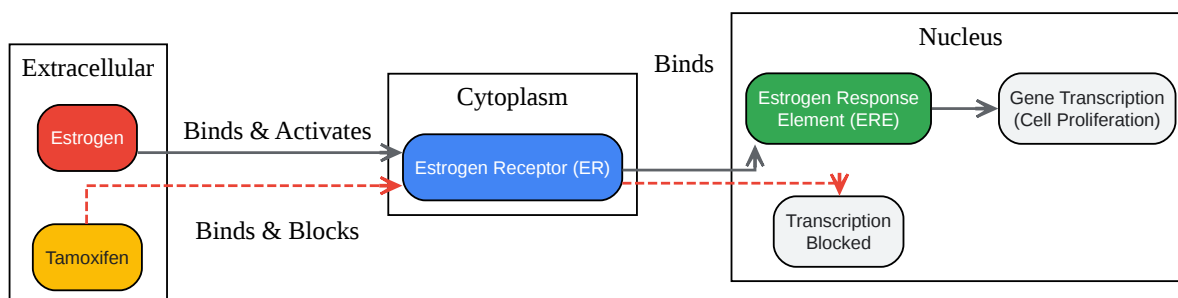 Extracellular
Estrogen
Tamoxifen
Binds & Activates
Binds & Blocks
Cytoplasm
Estrogen Receptor (ER)
Binds
Nucleus
Estrogen Response
Element (ERE)
Gene Transcription
(Cell Proliferation)
Transcription
Blocked